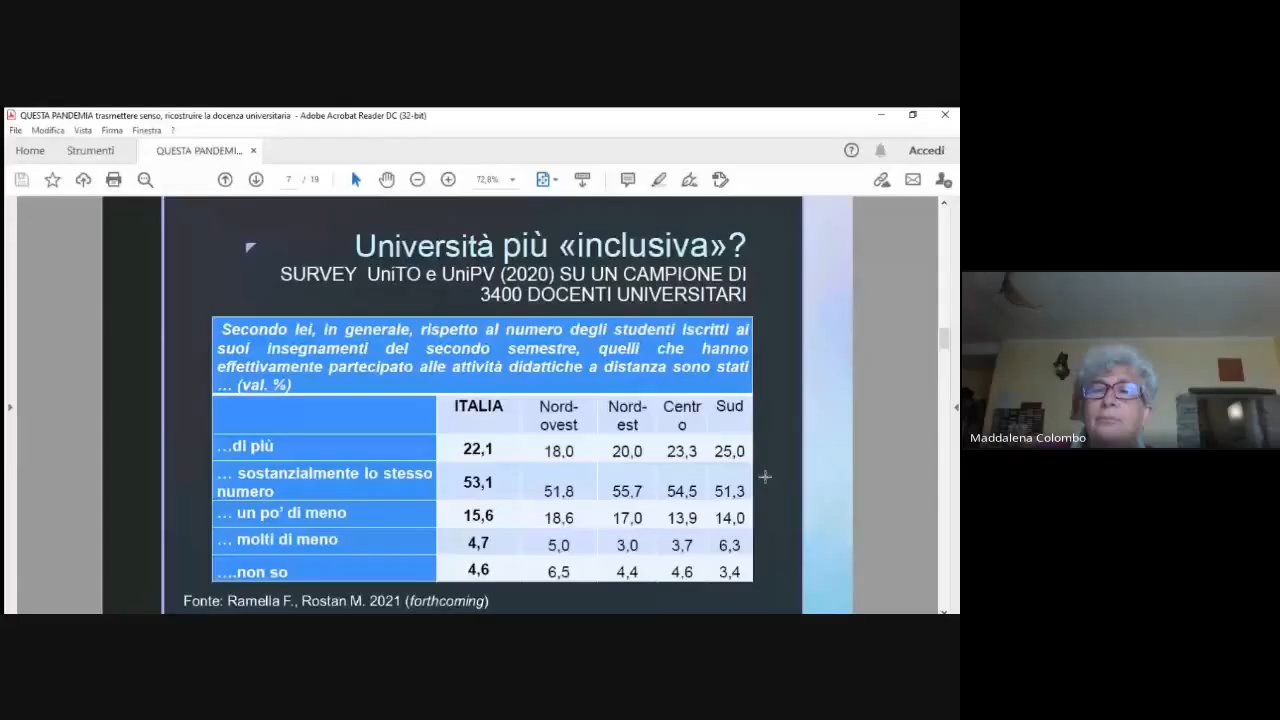 QUESTA PANDEMIA trasmettere senso, ricostruire la docenza universitaria - Adobe Acrobat Reader DC (32-bit)
File Modifica Vista Firma Finestra ?
Home Strumenti QUESTA PANDEMI... × Accedi
7 / 19 72,8%
Università più «inclusiva»?
SURVEY UniTO e UniPV (2020) SU UN CAMPIONE DI
3400 DOCENTI UNIVERSITARI
Secondo lei, in generale, rispetto al numero degli studenti iscritti ai
suoi insegnamenti del secondo semestre, quelli che hanno
effettivamente partecipato alle attività didattiche a distanza sono stati
… (val. %)
ITALIA Nord-ovest Nord-est Centro Sud
…di più 22,1 18,0 20,0 23,3 25,0
… sostanzialmente lo stesso
numero 53,1 51,8 55,7 54,5 51,3
… un po’ di meno 15,6 18,6 17,0 13,9 14,0
… molti di meno 4,7 5,0 3,0 3,7 6,3
….non so 4,6 6,5 4,4 4,6 3,4
Fonte: Ramella F., Rostan M. 2021 (forthcoming)
Maddalena Colombo